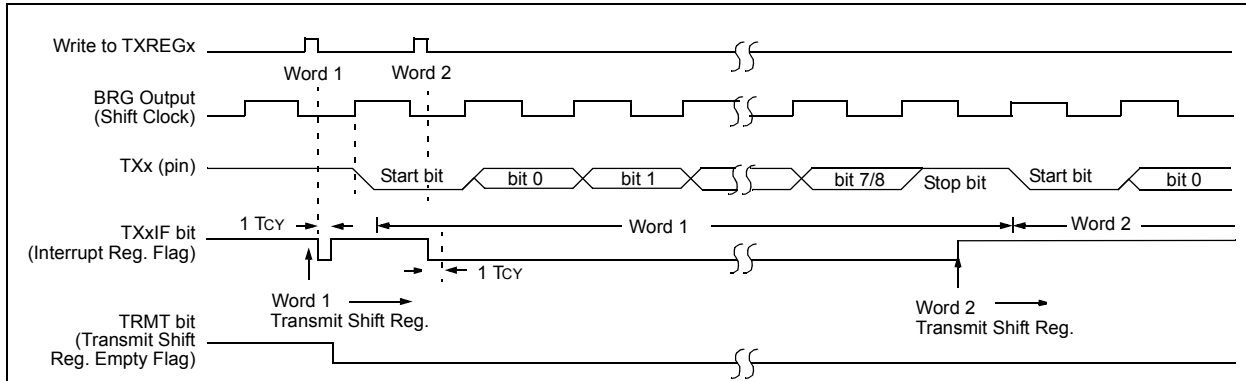 Write to TXREGx
Word 1
Word 2
BRG Output
(Shift Clock)
TXx (pin)
Start bit
bit 0
bit 1
bit 7/8
Stop bit
Start bit
bit 0
1 TCY
TXxIF bit
(Interrupt Reg. Flag)
Word 1
Word 2
1 TCY
Word 1
Transmit Shift Reg.
Word 2
Transmit Shift Reg.
TRMT bit
(Transmit Shift
Reg. Empty Flag)